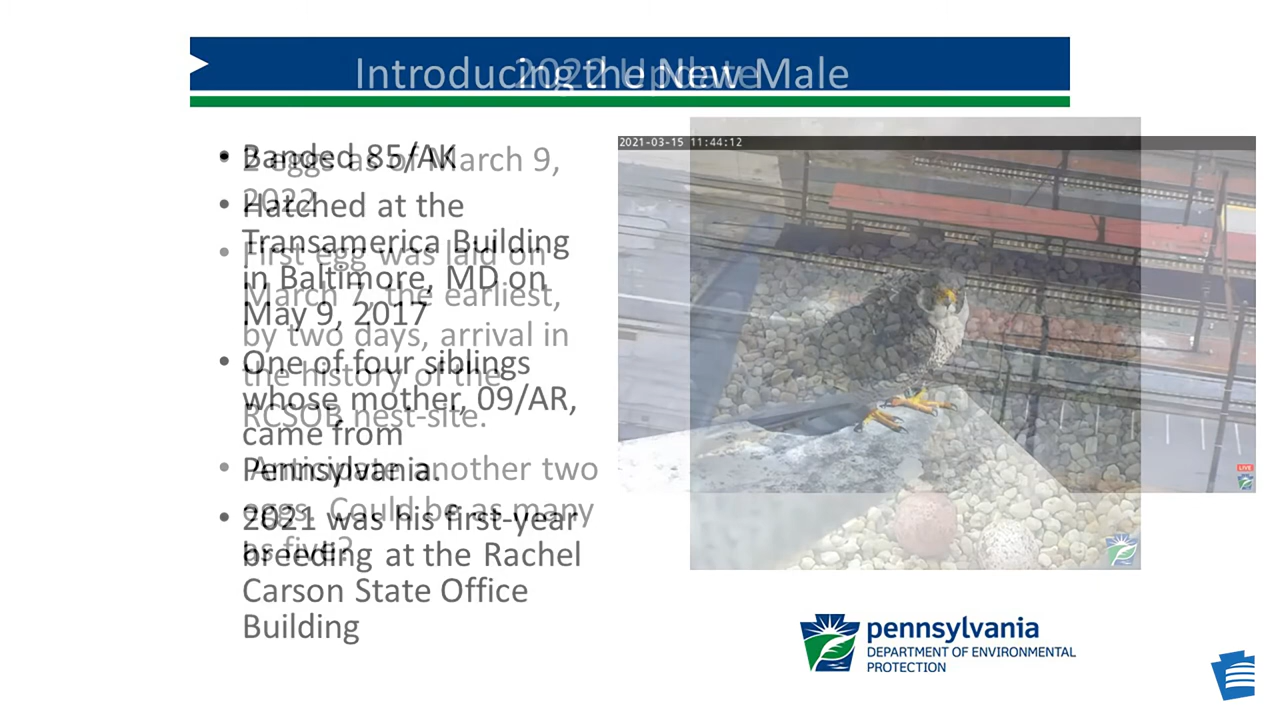 Introducing the New Male
2022 Update
• Banded 85/AK
• Hatched at the
Transamerica Building
in Baltimore, MD on
May 9, 2017
• One of four siblings
whose mother, 09/AR,
came from
Pennsylvania.
• 2021 was his first-year
breeding at the Rachel
Carson State Office
Building
2 eggs as of March 9,
2022
• First egg was laid on
March 7, the earliest,
by two days, arrival in
the history of the
RCSOB nest-site.
• Anticipate another two
eggs. Could be as many
as five?
2021-03-15 11:44:12
LIVE
pennsylvania
DEPARTMENT OF ENVIRONMENTAL
PROTECTION